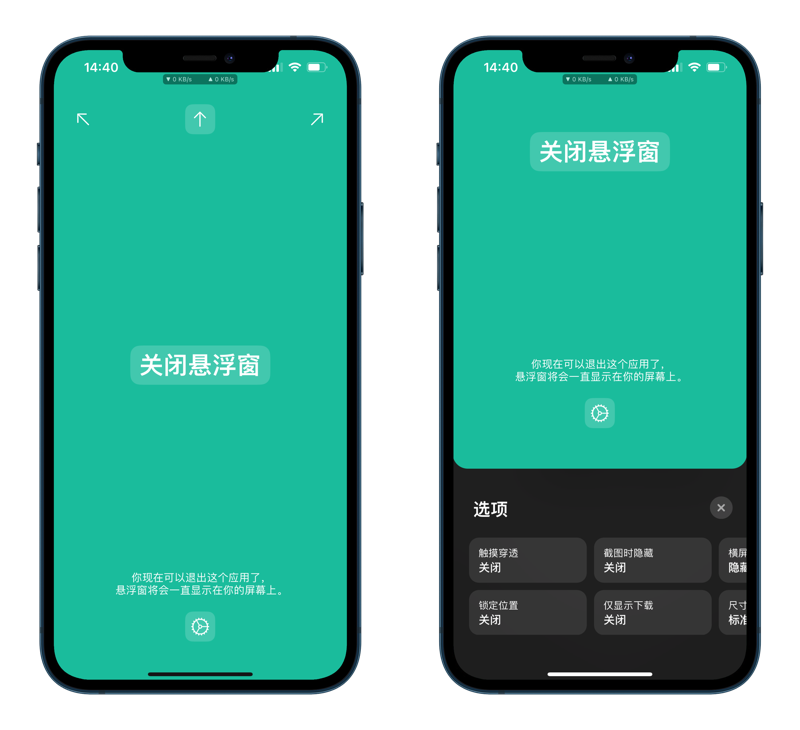 14:40
▼ 0 KB/s ▲ 0 KB/s
关闭悬浮窗
你现在可以退出这个应用了，
悬浮窗将会一直显示在你的屏幕上。
14:40
▼ 0 KB/s ▲ 0 KB/s
关闭悬浮窗
你现在可以退出这个应用了，
悬浮窗将会一直显示在你的屏幕上。
选项
触摸穿透 截图时隐藏 横屏
关闭 关闭 隐藏
锁定位置 仅显示下载 尺寸
关闭 关闭 标准